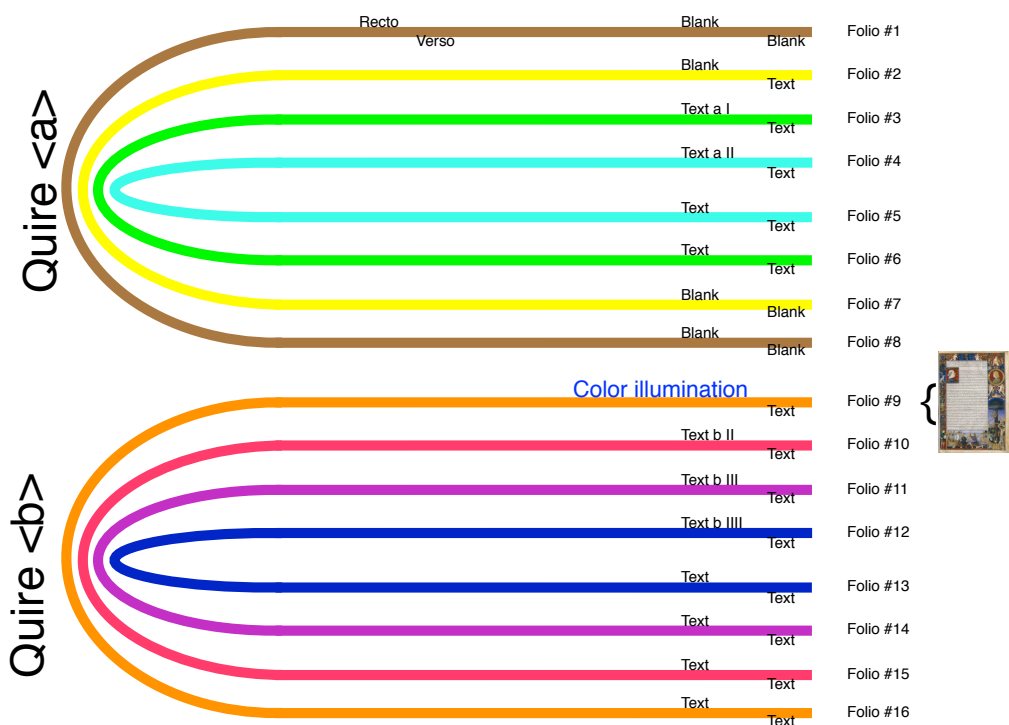 Quire <a>
Recto Blank Folio #1
Verso Blank
Blank Folio #2
Text
Text a I Folio #3
Text
Text a II Folio #4
Text
Text Folio #5
Text
Text Folio #6
Text
Blank Folio #7
Blank
Blank Folio #8
Blank
Quire <b>
Color illumination Folio #9
{
Text
Text b II Folio #10
Text
Text b III Folio #11
Text
Text b IIII Folio #12
Text
Text Folio #13
Text
Text Folio #14
Text
Text Folio #15
Text
Text Folio #16
Text